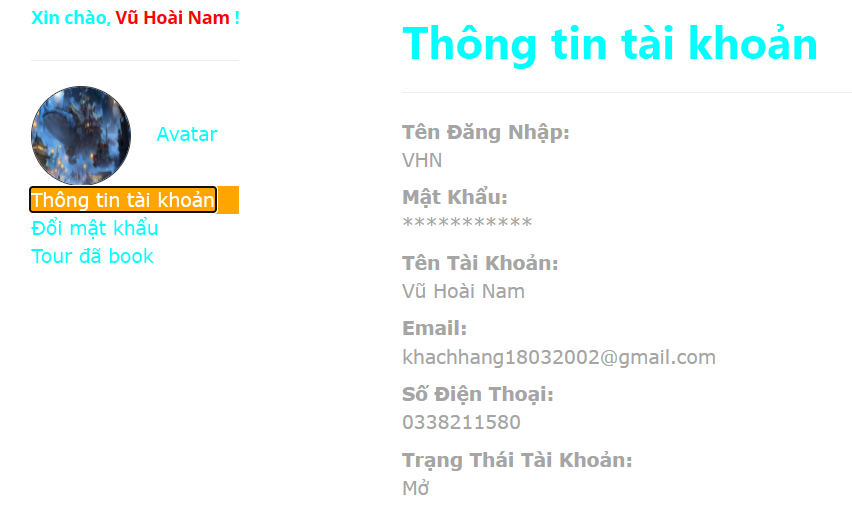 Xin chào, Vũ Hoài Nam !
Avatar
Thông tin tài khoản
Đổi mật khẩu
Tour đã book
Thông tin tài khoản
Tên Đăng Nhập:
VHN
Mật Khẩu:
***********
Tên Tài Khoản:
Vũ Hoài Nam
Email:
khachhang18032002@gmail.com
Số Điện Thoại:
0338211580
Trạng Thái Tài Khoản:
Mở